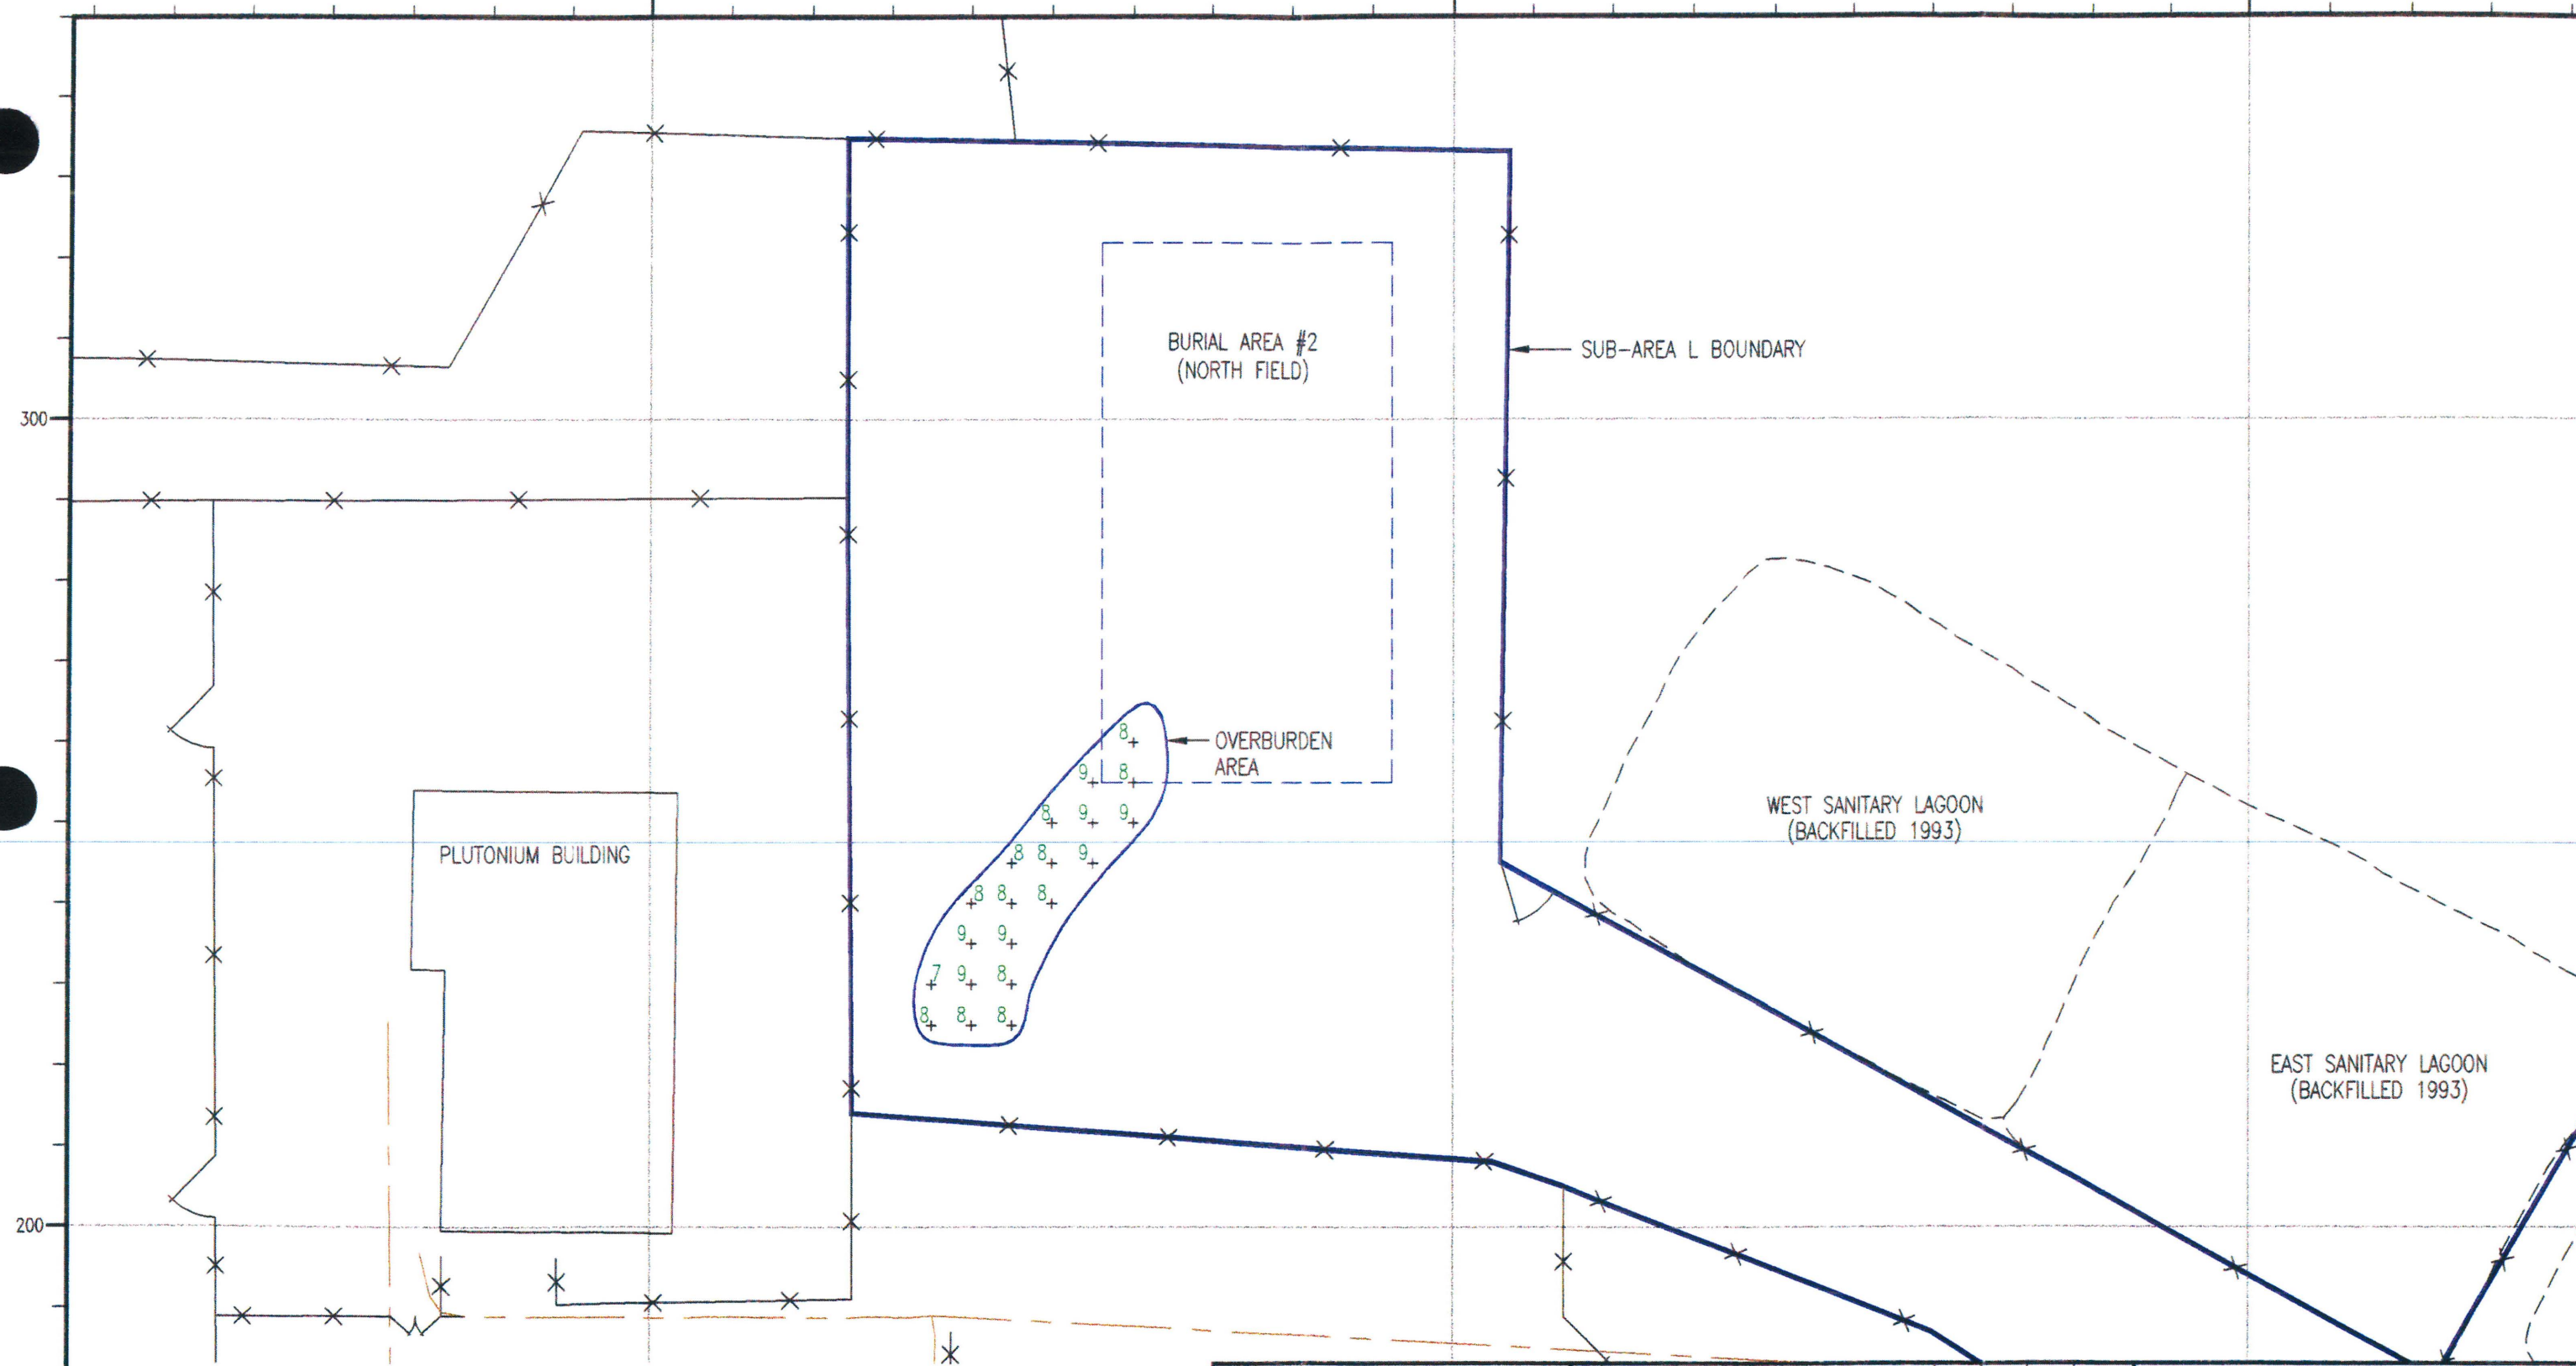 BURIAL AREA #2
(NORTH FIELD)
SUB-AREA L BOUNDARY
300
8
OVERBURDEN
AREA
9 8
8 9 9
WEST SANITARY LAGOON
(BACKFILLED 1993)
PLUTONIUM BUILDING
8 8 9
8 8 8
9 9
7 9 8
8 8 8
EAST SANITARY LAGOON
(BACKFILLED 1993)
200